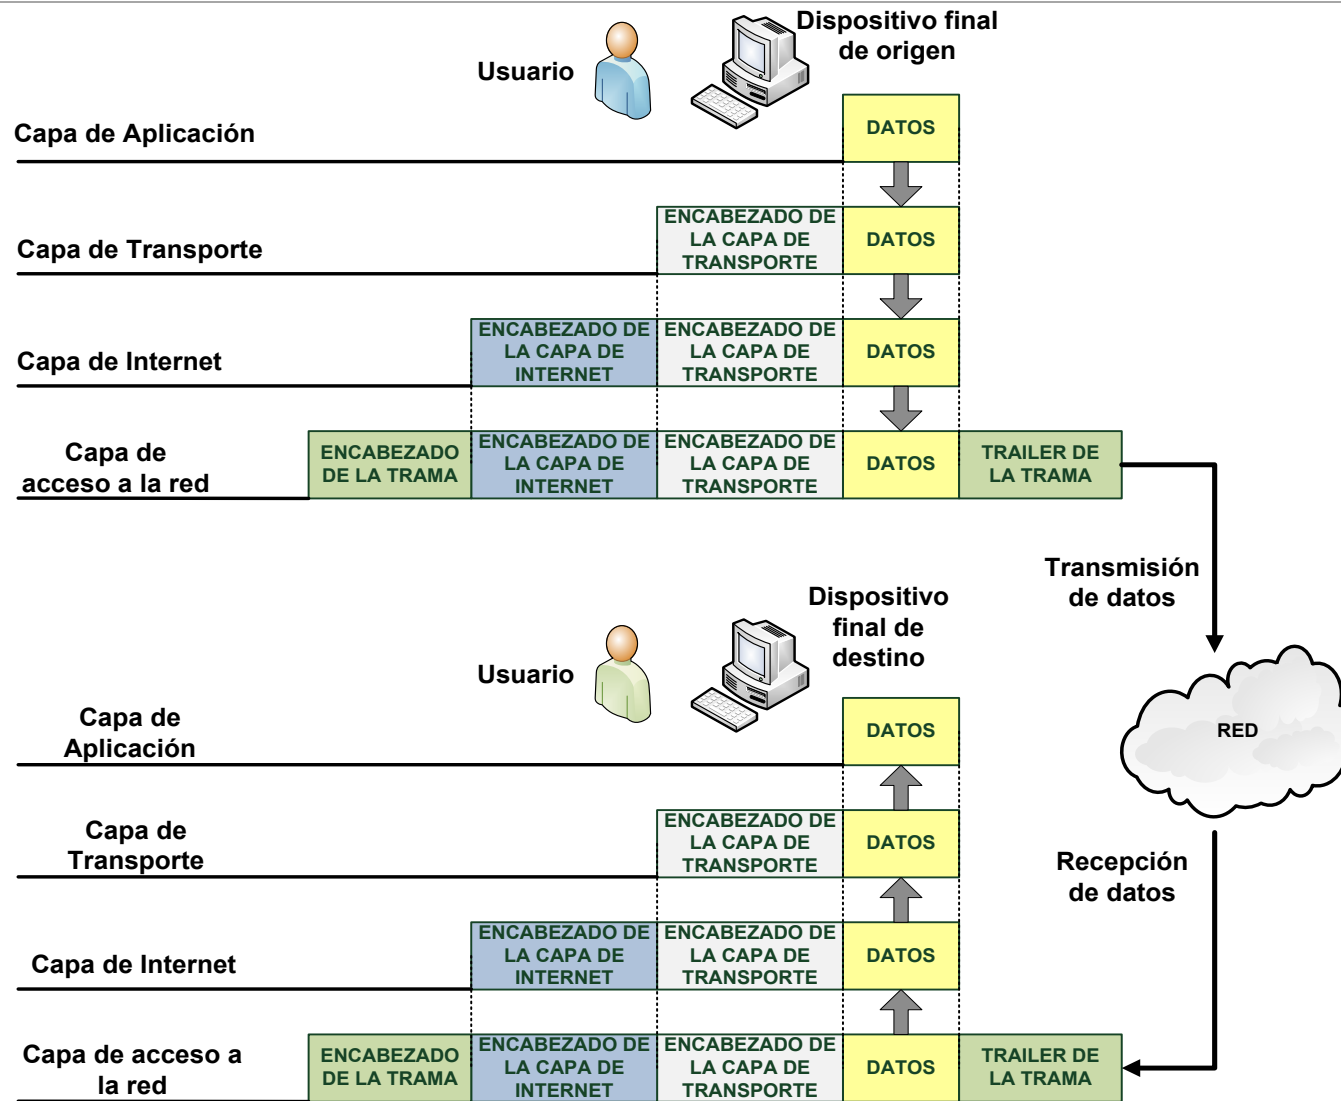 Dispositivo final
de origen
Usuario
Capa de Aplicación
DATOS
Capa de Transporte
ENCABEZADO DE
LA CAPA DE
TRANSPORTE
DATOS
Capa de Internet
ENCABEZADO DE
LA CAPA DE
INTERNET
ENCABEZADO DE
LA CAPA DE
TRANSPORTE
DATOS
Capa de
acceso a la red
ENCABEZADO
DE LA TRAMA
ENCABEZADO DE
LA CAPA DE
INTERNET
ENCABEZADO DE
LA CAPA DE
TRANSPORTE
DATOS
TRAILER DE
LA TRAMA
Transmisión
de datos
Dispositivo
final de
destino
Usuario
RED
Capa de
Aplicación
DATOS
Capa de
Transporte
ENCABEZADO DE
LA CAPA DE
TRANSPORTE
DATOS
Recepción
de datos
Capa de Internet
ENCABEZADO DE
LA CAPA DE
INTERNET
ENCABEZADO DE
LA CAPA DE
TRANSPORTE
DATOS
Capa de acceso a
la red
ENCABEZADO
DE LA TRAMA
ENCABEZADO DE
LA CAPA DE
INTERNET
ENCABEZADO DE
LA CAPA DE
TRANSPORTE
DATOS
TRAILER DE
LA TRAMA